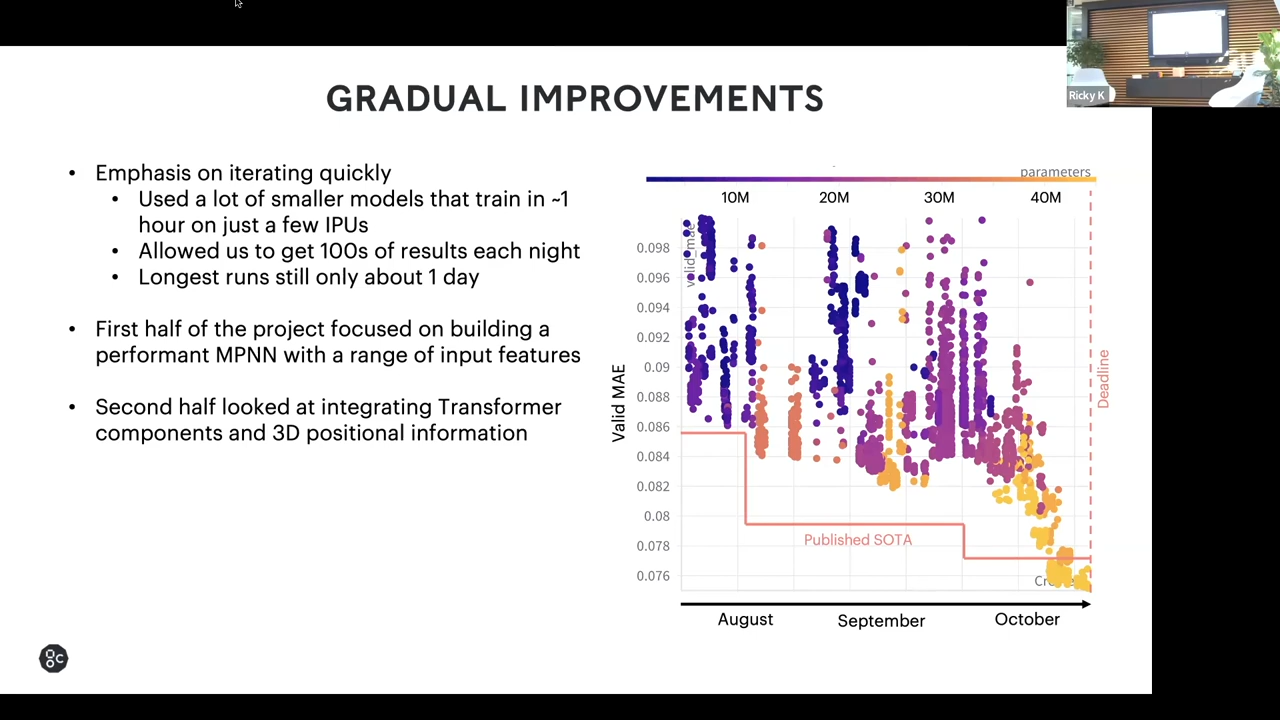 Ricky K
GRADUAL IMPROVEMENTS
• Emphasis on iterating quickly
• Used a lot of smaller models that train in ~1
hour on just a few IPUs
• Allowed us to get 100s of results each night
• Longest runs still only about 1 day
• First half of the project focused on building a
performant MPNN with a range of input features
• Second half looked at integrating Transformer
components and 3D positional information
parameters
10M 20M 30M 40M
valid_mae
Valid MAE
0.098
0.096
0.094
0.092
0.09
0.088
0.086
0.084
0.082
0.08
0.078
0.076
Published SOTA
Deadline
August September October